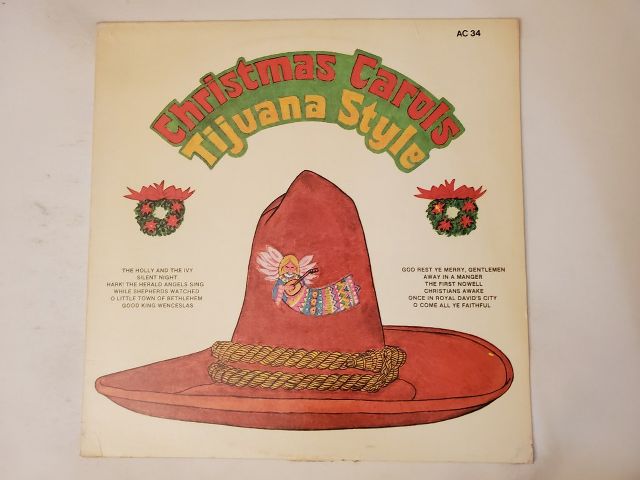 AC 34
Christmas Carols
Tijuana Style
THE HOLLY AND THE IVY
SILENT NIGHT
HARK! THE HERALD ANGELS SING
WHILE SHEPHERDS WATCHED
O LITTLE TOWN OF BETHLEHEM
GOOD KING WENCESLAS
GOD REST YE MERRY, GENTLEMEN
AWAY IN A MANGER
THE FIRST NOWELL
CHRISTIANS AWAKE
ONCE IN ROYAL DAVID'S CITY
O COME ALL YE FAITHFUL